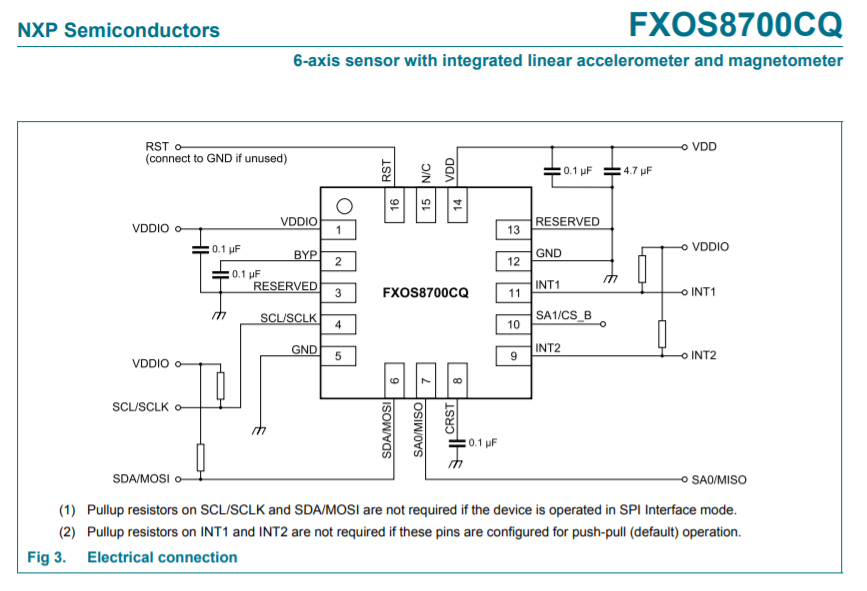 NXP Semiconductors
FXOS8700CQ
6-axis sensor with integrated linear accelerometer and magnetometer
RST
(connect to GND if unused)
VDD
RST
N/C
VDD
0.1 µF
4.7 µF
16
15
14
VDDIO
VDDIO
1
13
RESERVED
0.1 µF
BYP
2
12
GND
VDDIO
0.1 µF
RESERVED
3
FXOS8700CQ
11
INT1
INT1
SCL/SCLK
4
10
SA1/CS_B
GND
5
9
INT2
INT2
VDDIO
6
7
8
SCL/SCLK
SDA/MOSI
SA0/MISO
CRST
0.1 µF
SDA/MOSI
SA0/MISO
(1) Pullup resistors on SCL/SCLK and SDA/MOSI are not required if the device is operated in SPI Interface mode.
(2) Pullup resistors on INT1 and INT2 are not required if these pins are configured for push-pull (default) operation.
Fig 3. Electrical connection